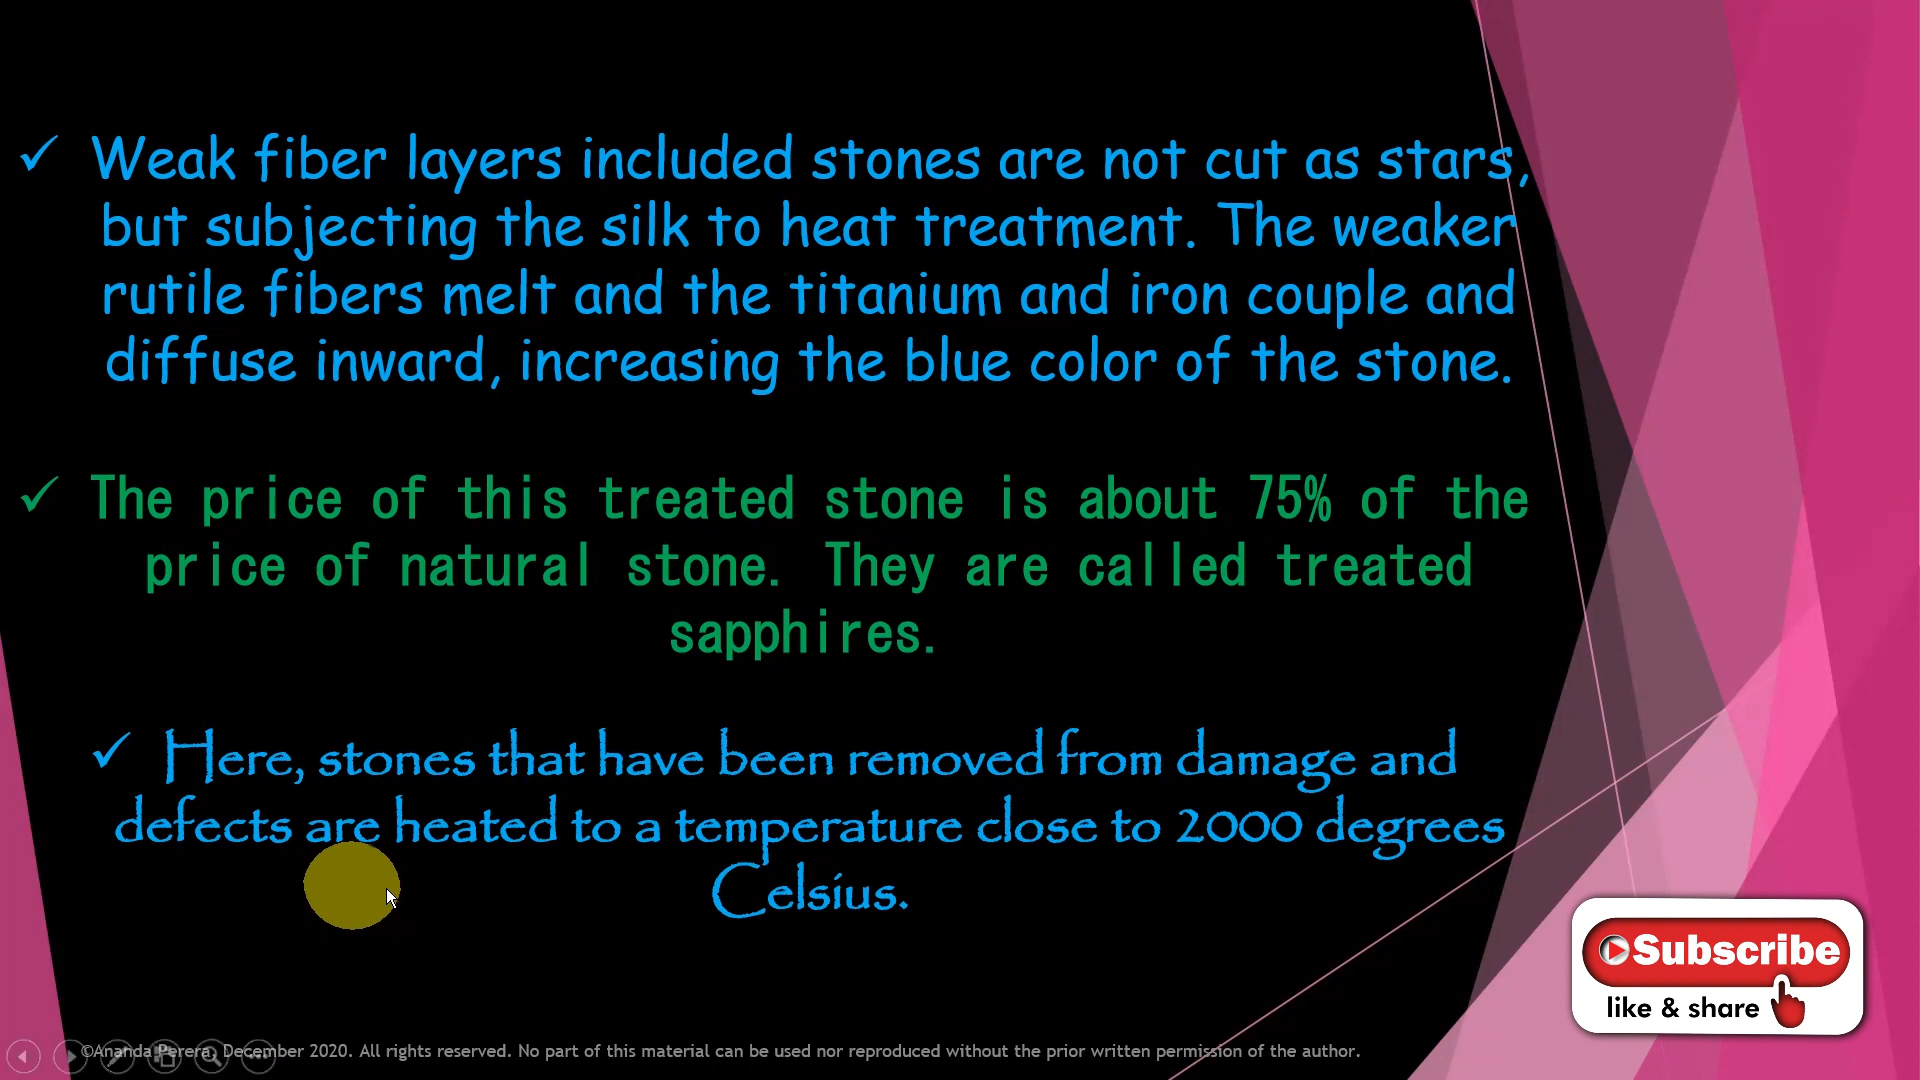 ✓ Weak fiber layers included stones are not cut as stars,
but subjecting the silk to heat treatment. The weaker
rutile fibers melt and the titanium and iron couple and
diffuse inward, increasing the blue color of the stone.
✓ The price of this treated stone is about 75% of the
price of natural stone. They are called treated
sapphires.
✓ Here, stones that have been removed from damage and
defects are heated to a temperature close to 2000 degrees
Celsius.
Subscribe
like & share
©Ananda Perera, December 2020. All rights reserved. No part of this material can be used nor reproduced without the prior written permission of the author.